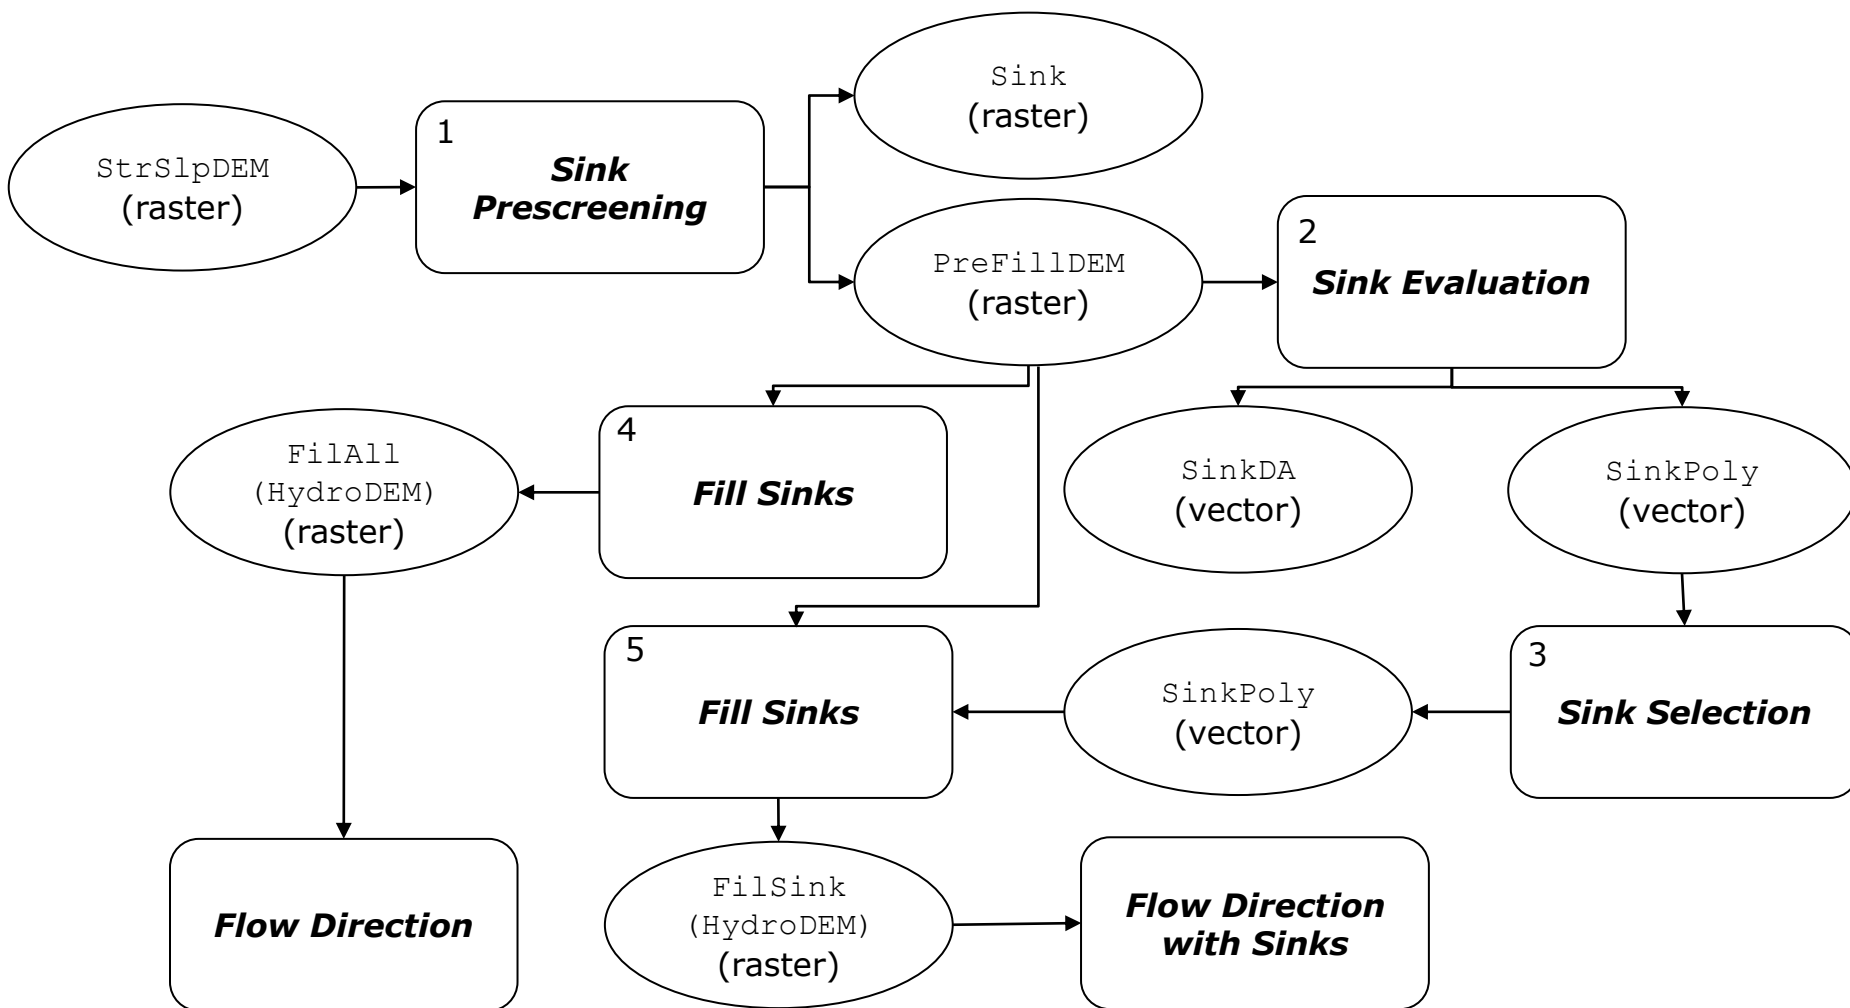 Sink
(raster)
StrSlpDEM
(raster)
1
Sink
Prescreening
PreFillDEM
(raster)
2
Sink Evaluation
FilAll
(HydroDEM)
(raster)
4
Fill Sinks
SinkDA
(vector)
SinkPoly
(vector)
5
Fill Sinks
SinkPoly
(vector)
3
Sink Selection
Flow Direction
FilSink
(HydroDEM)
(raster)
Flow Direction
with Sinks